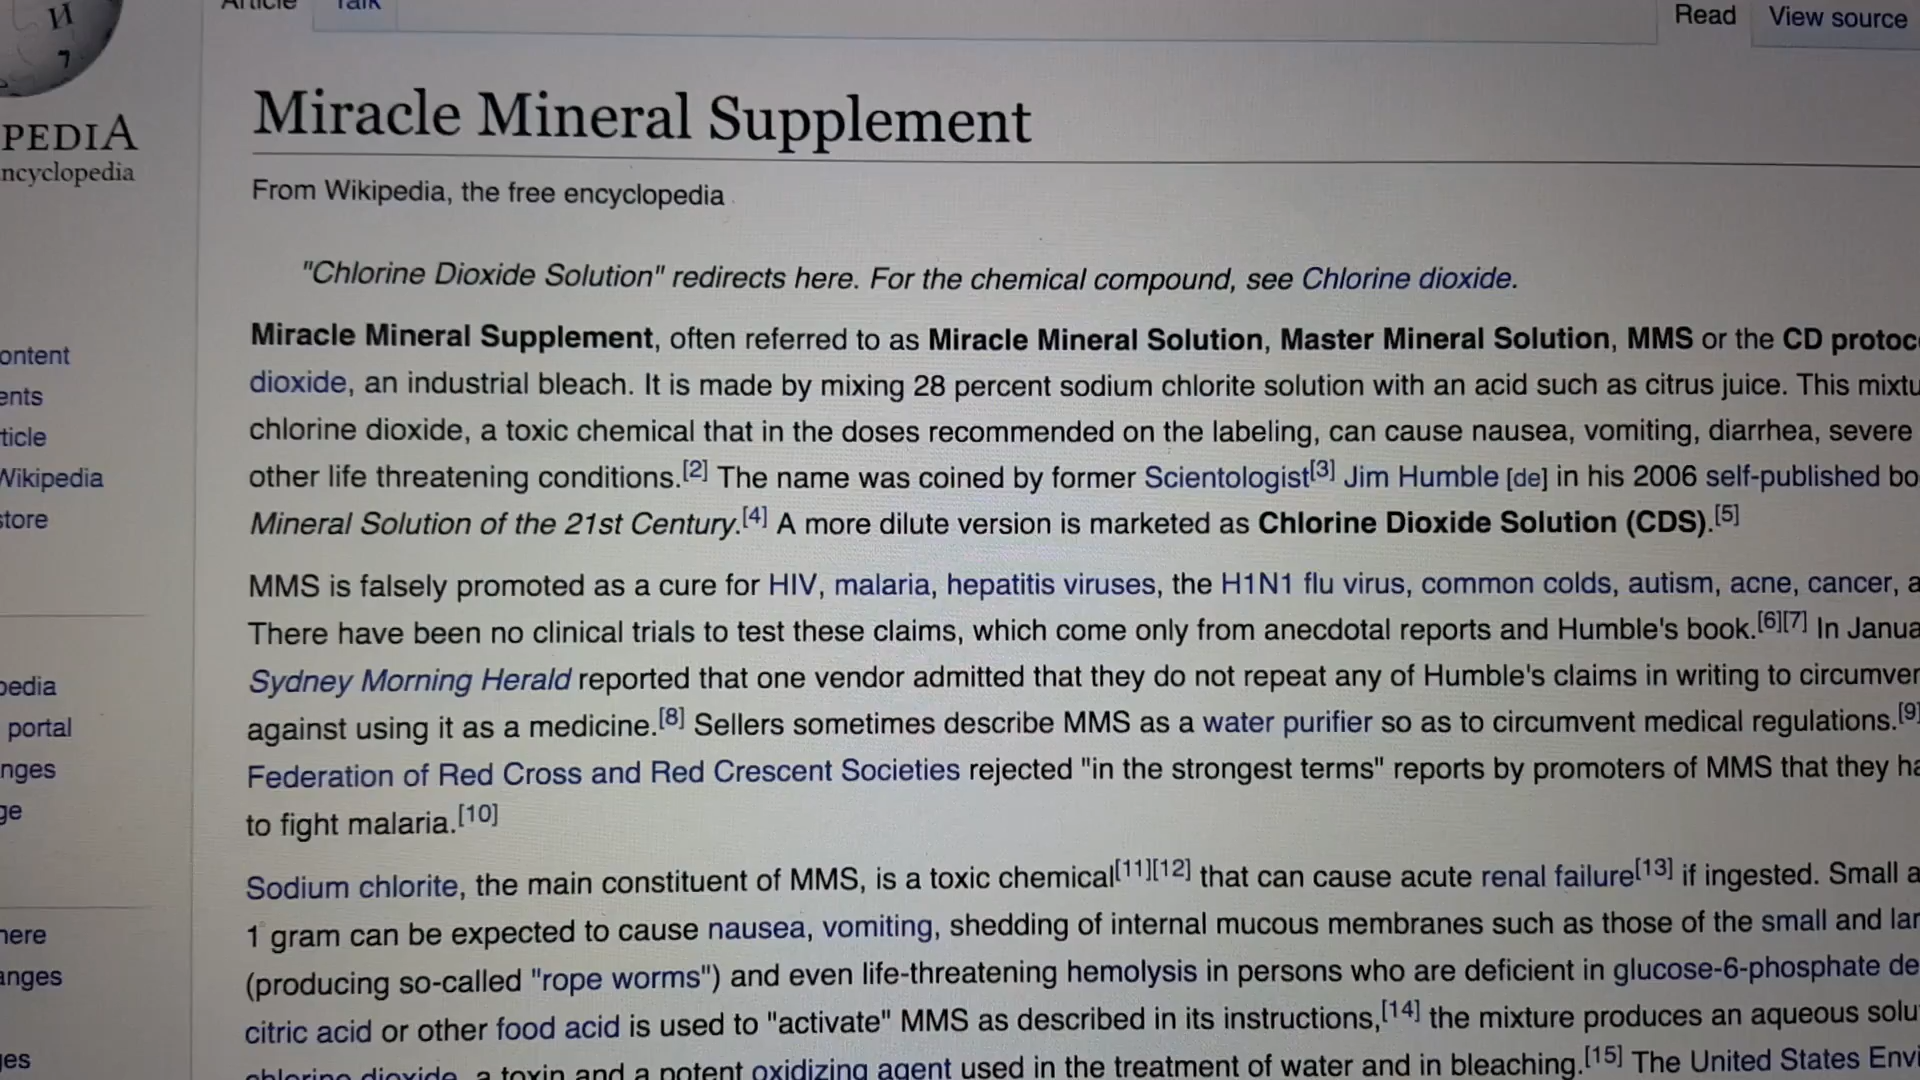 Article Talk Read View source
И
7
Miracle Mineral Supplement
PEDIA
ncyclopedia
From Wikipedia, the free encyclopedia
"Chlorine Dioxide Solution" redirects here. For the chemical compound, see Chlorine dioxide.
Miracle Mineral Supplement, often referred to as Miracle Mineral Solution, Master Mineral Solution, MMS or the CD protoc
ontent
dioxide, an industrial bleach. It is made by mixing 28 percent sodium chlorite solution with an acid such as citrus juice. This mixtu
ents
chlorine dioxide, a toxic chemical that in the doses recommended on the labeling, can cause nausea, vomiting, diarrhea, severe
ticle
other life threatening conditions.[2] The name was coined by former Scientologist[3] Jim Humble [de] in his 2006 self-published bo
Wikipedia
Mineral Solution of the 21st Century.[4] A more dilute version is marketed as Chlorine Dioxide Solution (CDS).[5]
store
MMS is falsely promoted as a cure for HIV, malaria, hepatitis viruses, the H1N1 flu virus, common colds, autism, acne, cancer, a
There have been no clinical trials to test these claims, which come only from anecdotal reports and Humble's book.[6][7] In Janua
Sydney Morning Herald reported that one vendor admitted that they do not repeat any of Humble's claims in writing to circumver
pedia
against using it as a medicine.[8] Sellers sometimes describe MMS as a water purifier so as to circumvent medical regulations.[9]
portal
Federation of Red Cross and Red Crescent Societies rejected "in the strongest terms" reports by promoters of MMS that they ha
nges
to fight malaria.[10]
ge
Sodium chlorite, the main constituent of MMS, is a toxic chemical[11][12] that can cause acute renal failure[13] if ingested. Small a
1 gram can be expected to cause nausea, vomiting, shedding of internal mucous membranes such as those of the small and lar
here
(producing so-called "rope worms") and even life-threatening hemolysis in persons who are deficient in glucose-6-phosphate de
anges
citric acid or other food acid is used to "activate" MMS as described in its instructions,[14] the mixture produces an aqueous solu
ges
chlorine dioxide, a toxin and a potent oxidizing agent used in the treatment of water and in bleaching.[15] The United States Envi